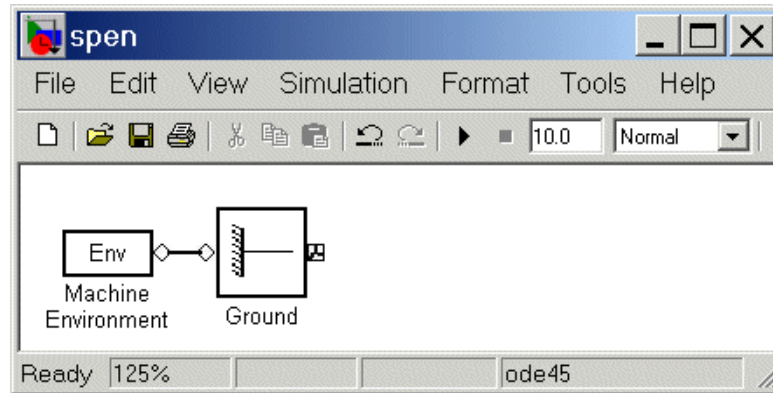 spen
File Edit View Simulation Format Tools Help
10.0 Normal
Env
Machine
Environment
Ground
Ready 125% ode45